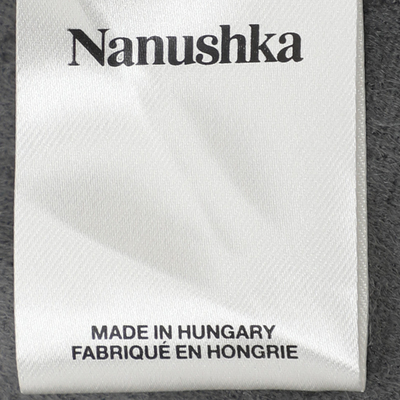 Nanushka
MADE IN HUNGARY
FABRIQUÉ EN HONGRIE